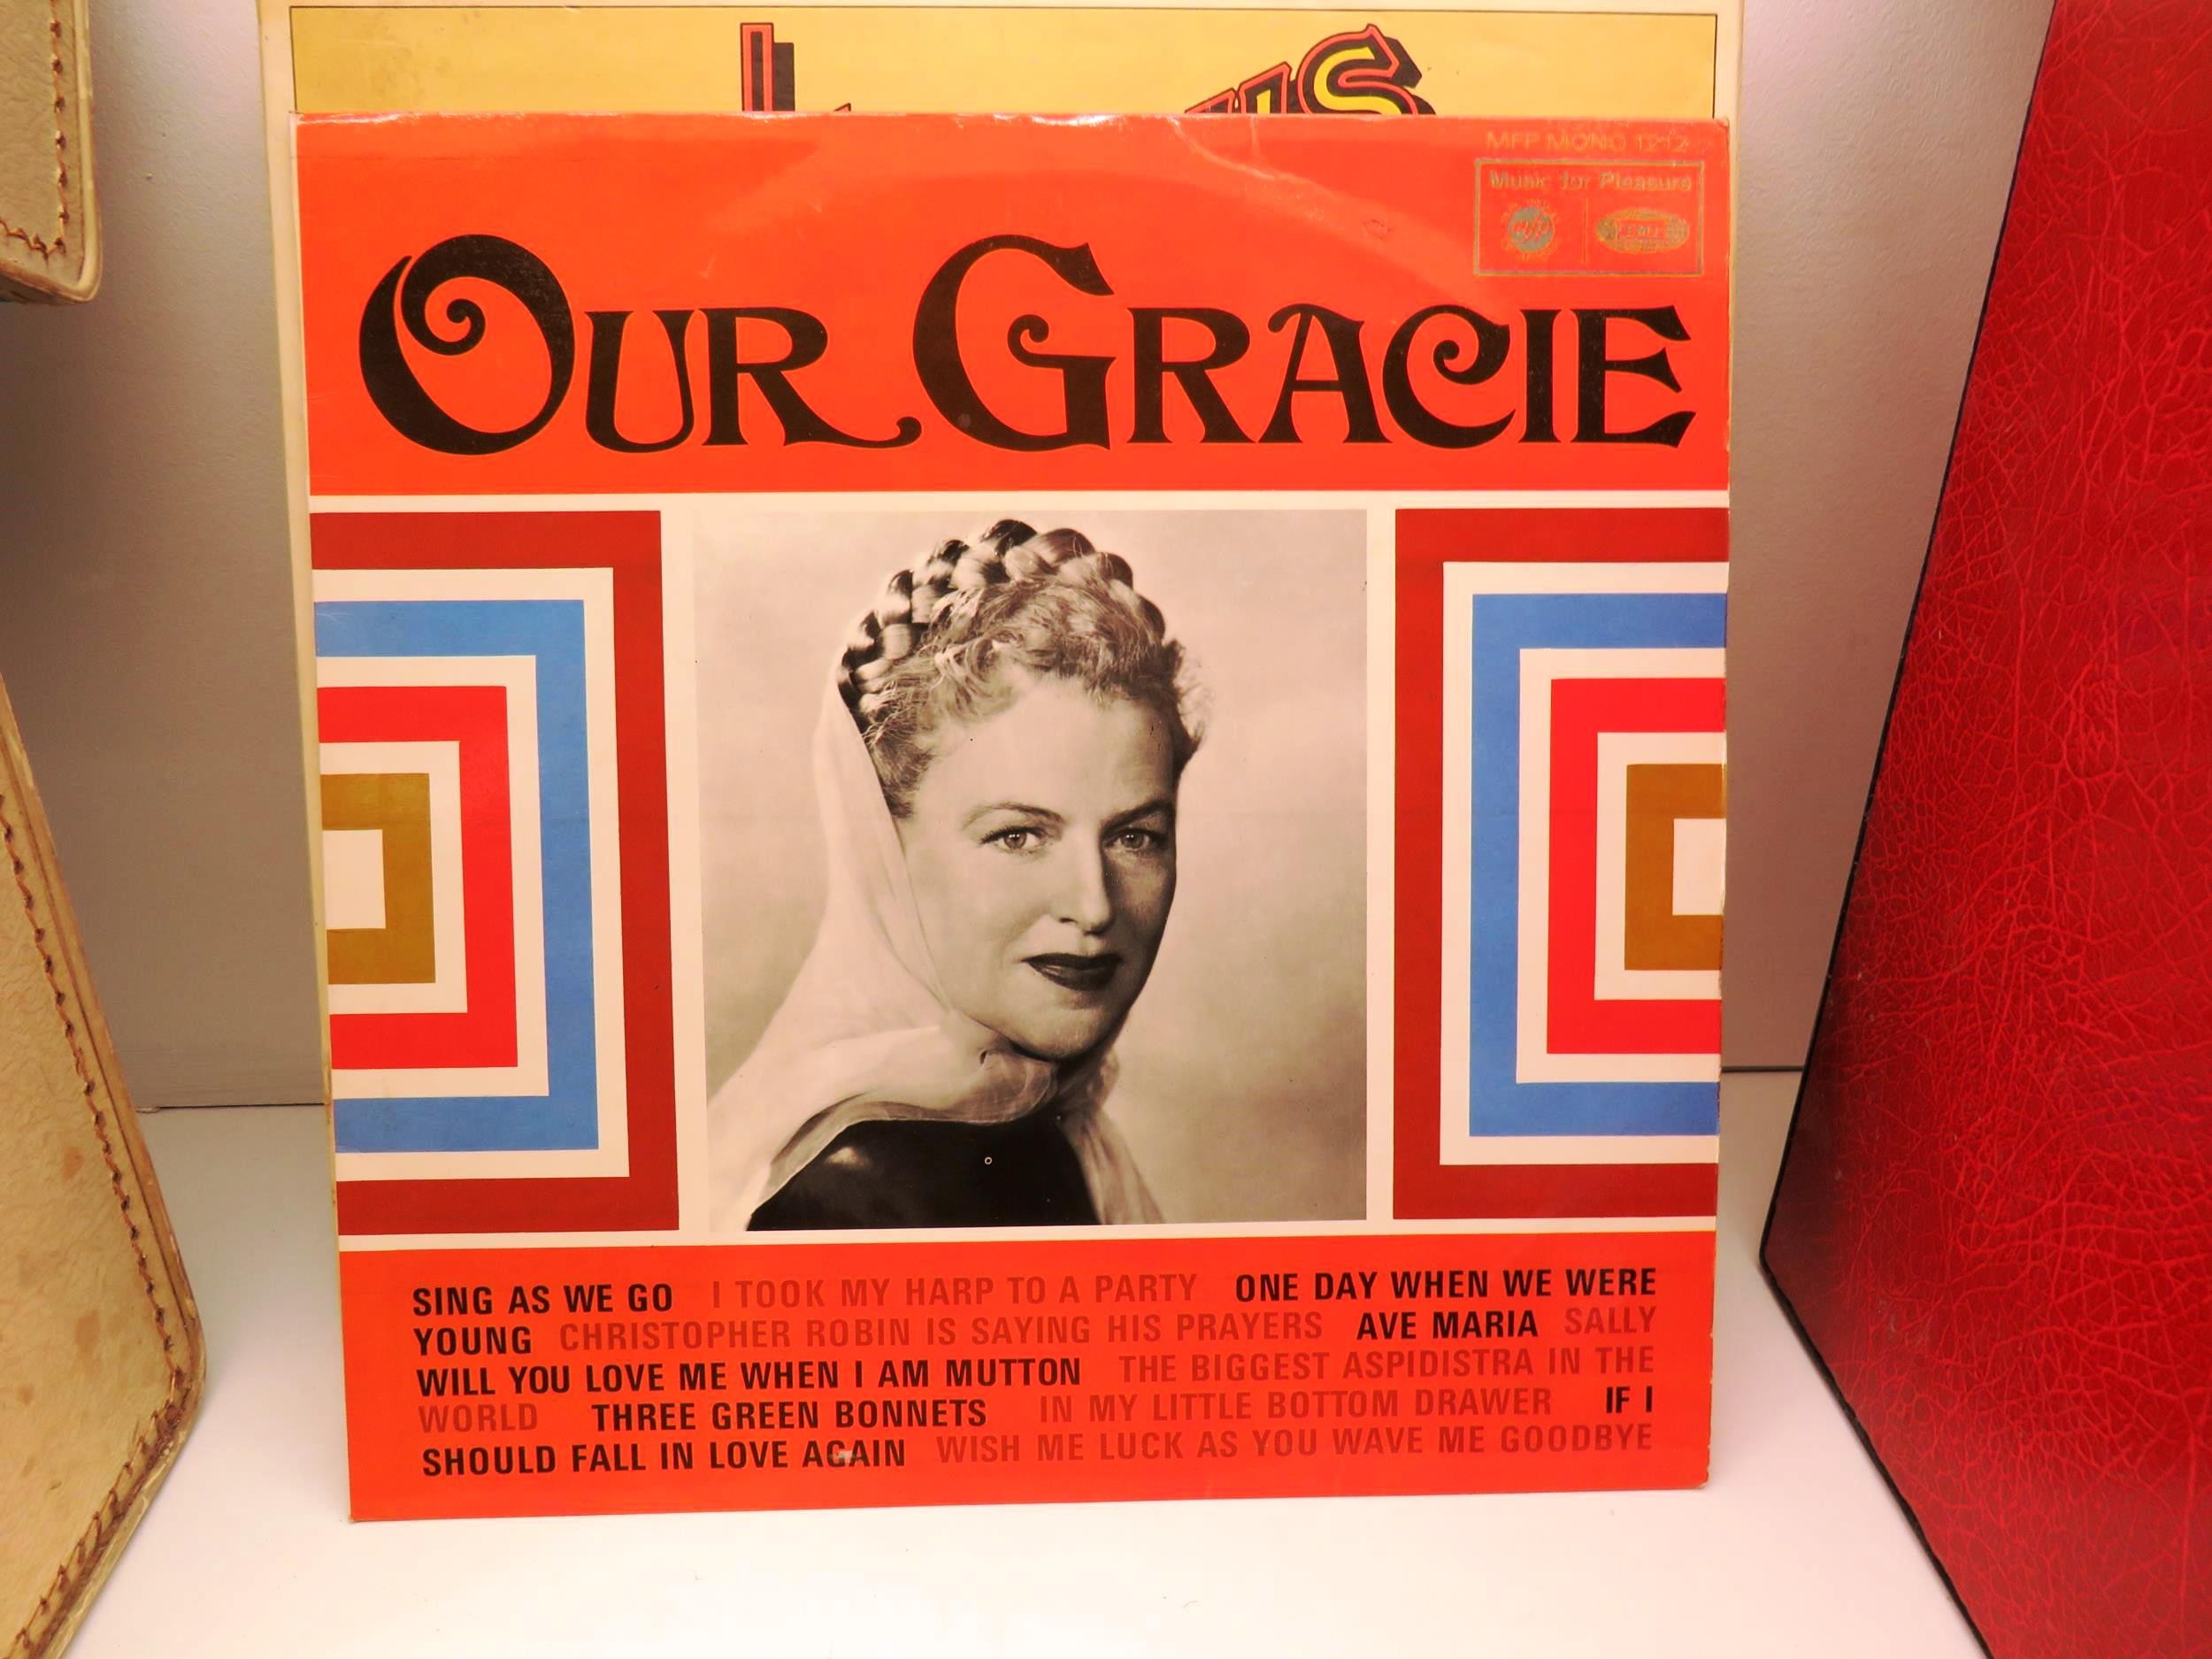 MFP MONO 1212
Music for Pleasure
OUR GRACIE
SING AS WE GO I TOOK MY HARP TO A PARTY ONE DAY WHEN WE WERE
YOUNG CHRISTOPHER ROBIN IS SAYING HIS PRAYERS AVE MARIA SALLY
WILL YOU LOVE ME WHEN I AM MUTTON THE BIGGEST ASPIDISTRA IN THE
WORLD THREE GREEN BONNETS IN MY LITTLE BOTTOM DRAWER IF I
SHOULD FALL IN LOVE AGAIN WISH ME LUCK AS YOU WAVE ME GOODBYE